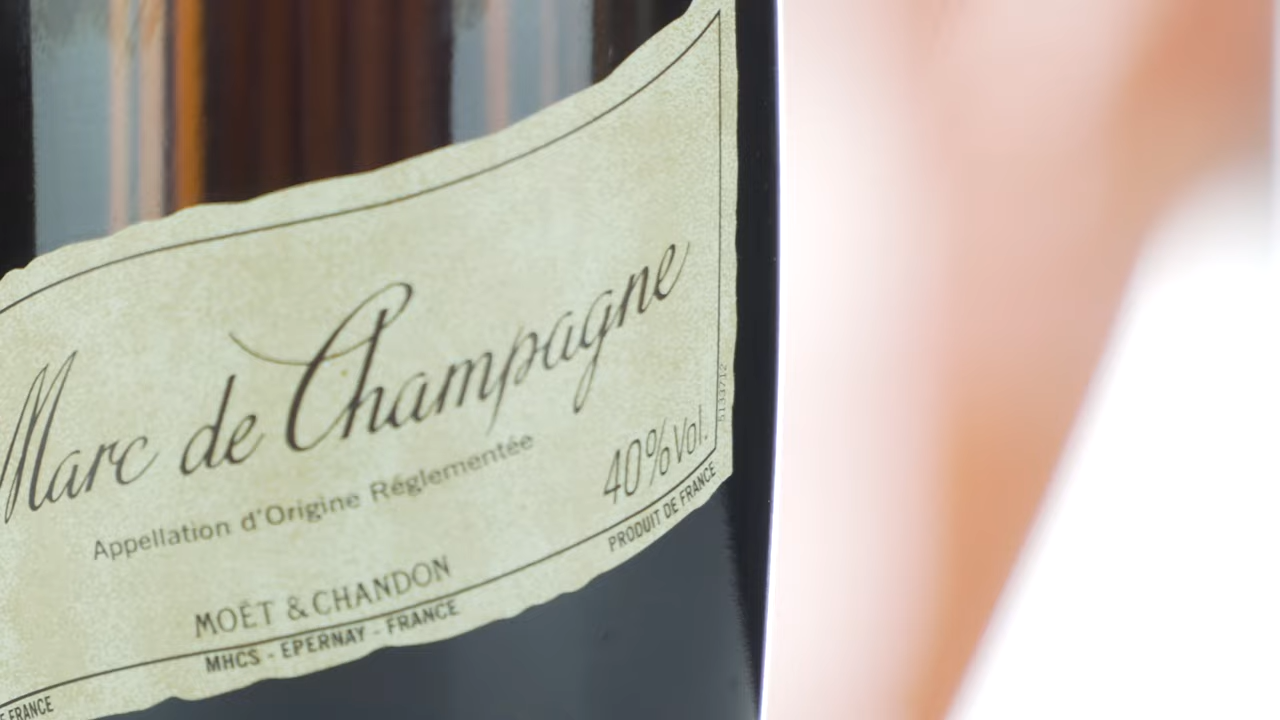 Marc de Champagne
Appellation d'Origine Réglementée
40%Vol.
MOËT & CHANDON
PRODUIT DE FRANCE
MHCS - EPERNAY - FRANCE
FRANCE